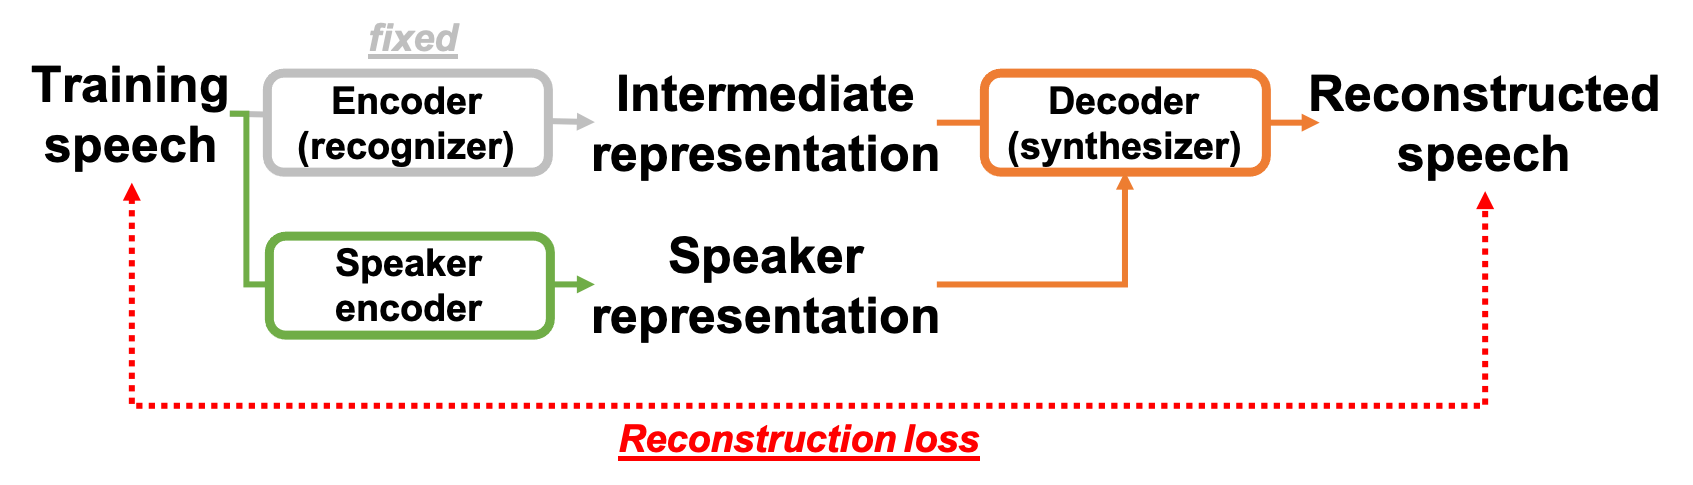 fixed
Training
speech
Encoder
(recognizer)
Intermediate
representation
Decoder
(synthesizer)
Reconstructed
speech
Speaker
encoder
Speaker
representation
Reconstruction loss